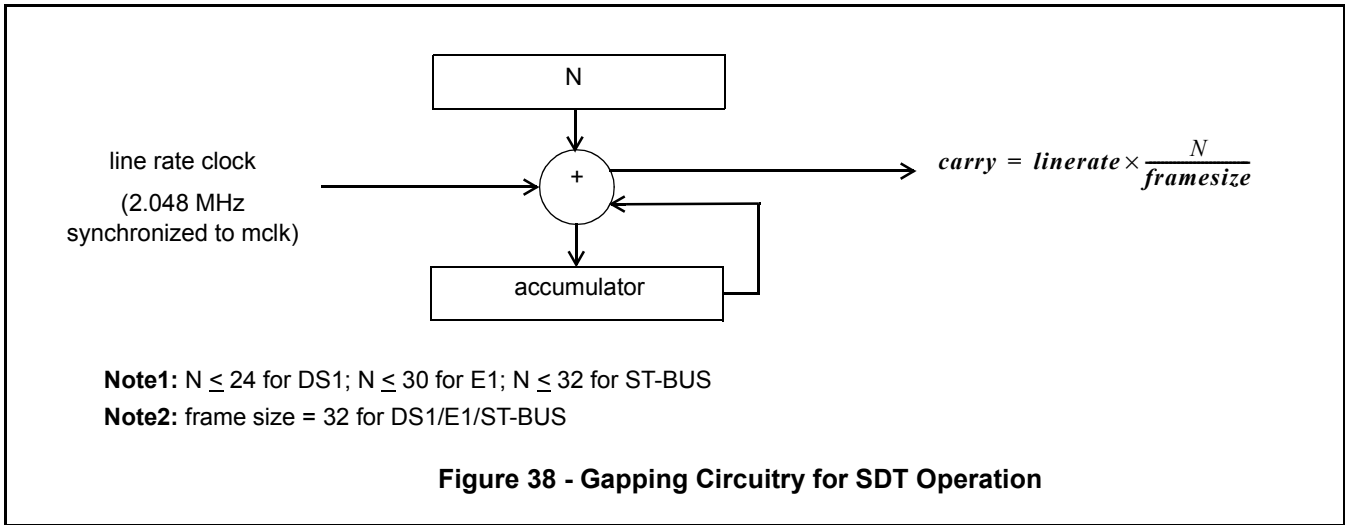 N
line rate clock
(2.048 MHz
synchronized to mclk)
+
carry = linerate × N / framesize
accumulator
Note1: N ≤ 24 for DS1; N ≤ 30 for E1; N ≤ 32 for ST-BUS
Note2: frame size = 32 for DS1/E1/ST-BUS
Figure 38 - Gapping Circuitry for SDT Operation